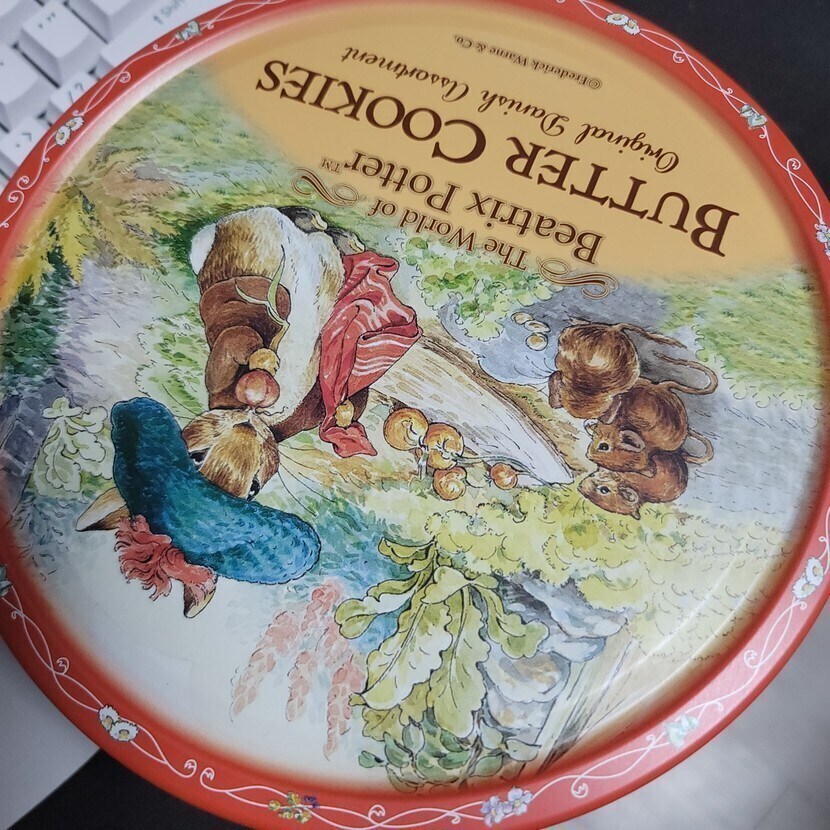 The World of
Beatrix Potter™
BUTTER COOKIES
Original Danish Assortment
©Frederick Warne & Co.